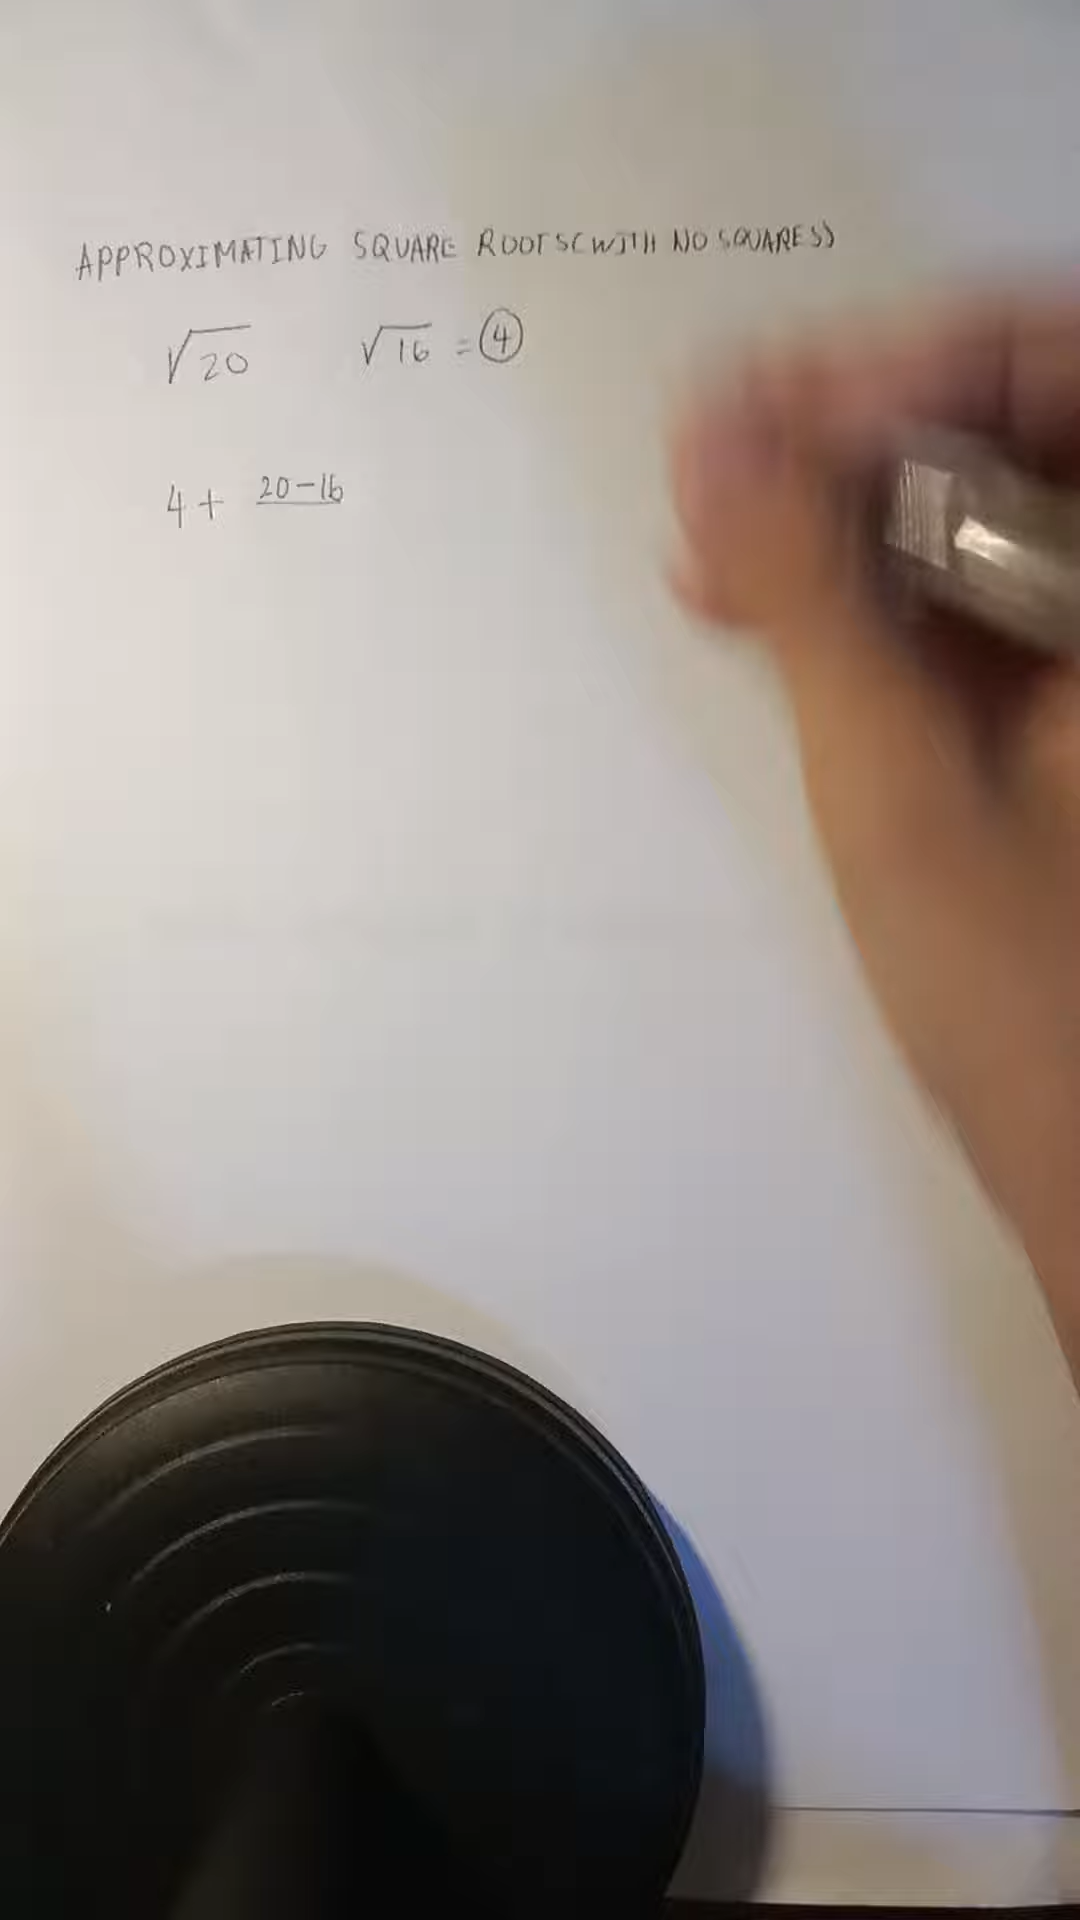 APPROXIMATING SQUARE ROOTS(WITH NO SQUARES)
√20 √16 = 4
4 + 20-16